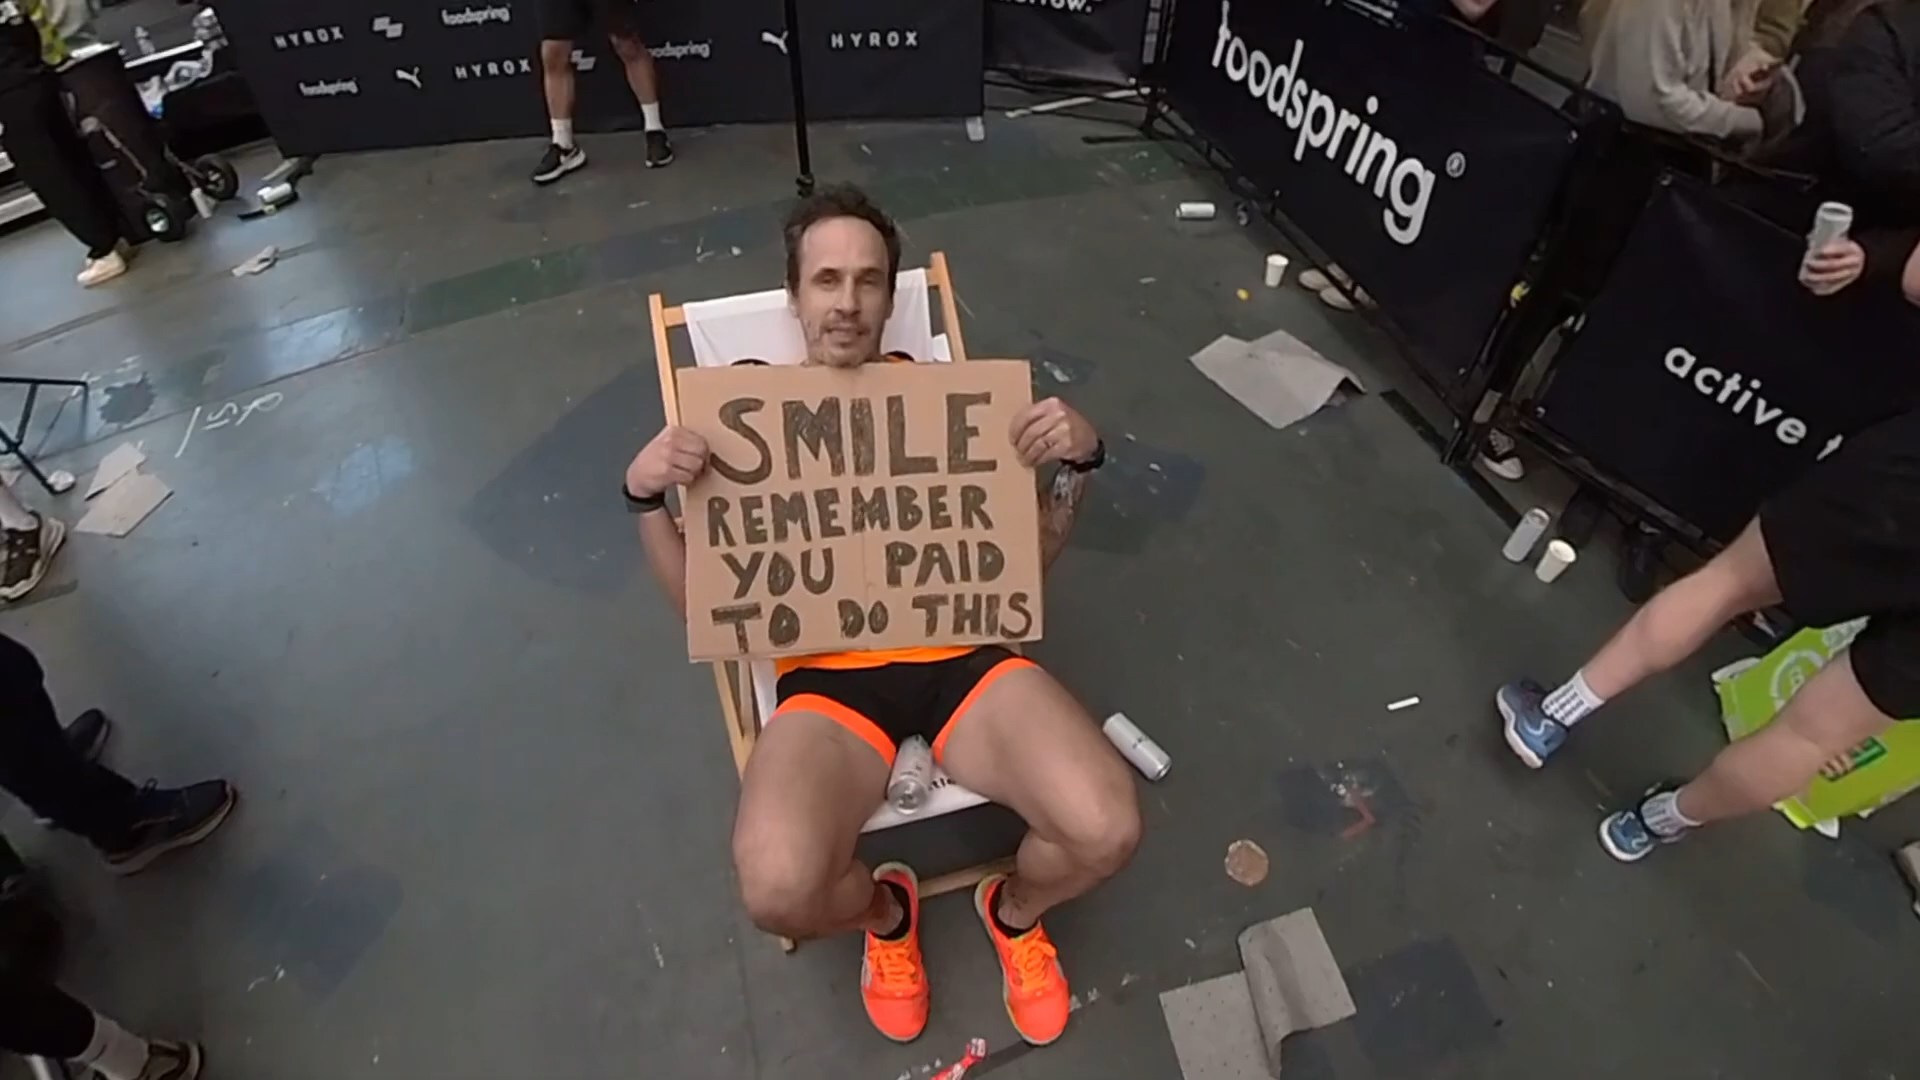 HYROX
foodspring
foodspring
HYROX
foodspring
HYROX
foodspring®
active
SMILE
REMEMBER
YOU PAID
TO DO THIS